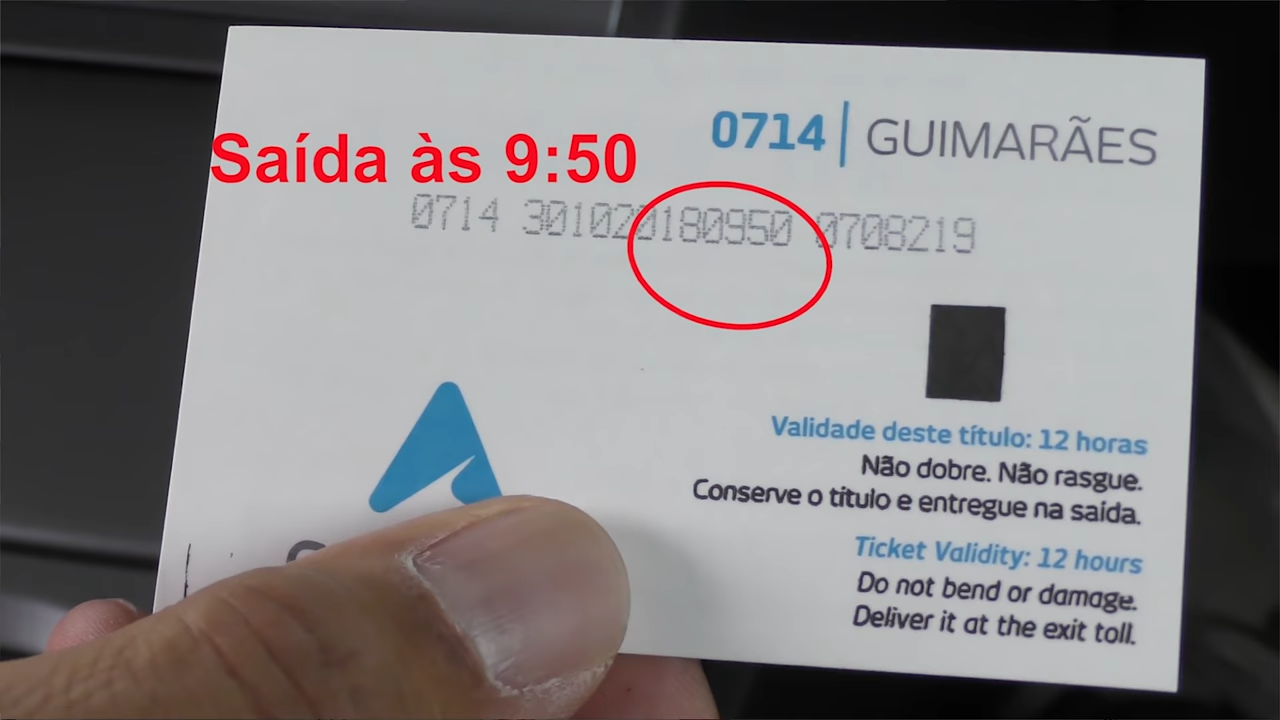 0714 | GUIMARÃES
Saída às 9:50
0714 301020180950 0708219
Validade deste título: 12 horas
Não dobre. Não rasgue.
Conserve o título e entregue na saída.
Ticket Validity: 12 hours
Do not bend or damage.
Deliver it at the exit toll.